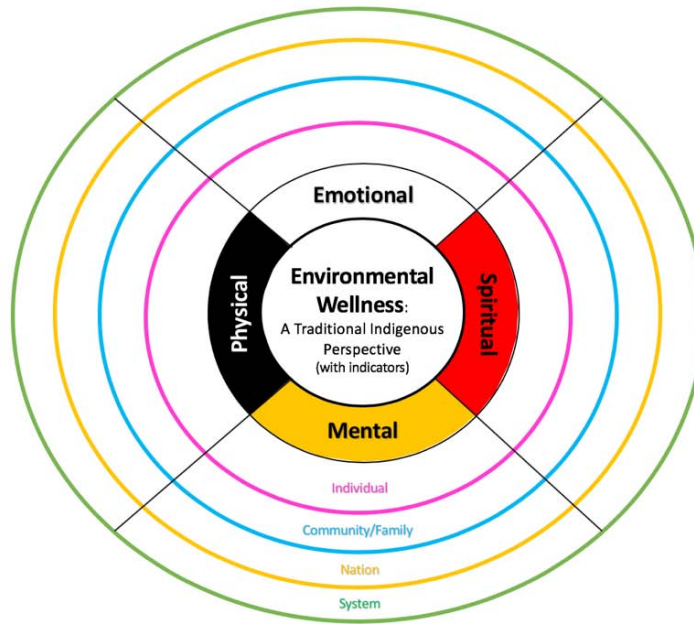 Emotional
Physical
Environmental
Wellness:
A Traditional Indigenous
Perspective
(with indicators)
Spiritual
Mental
Individual
Community/Family
Nation
System